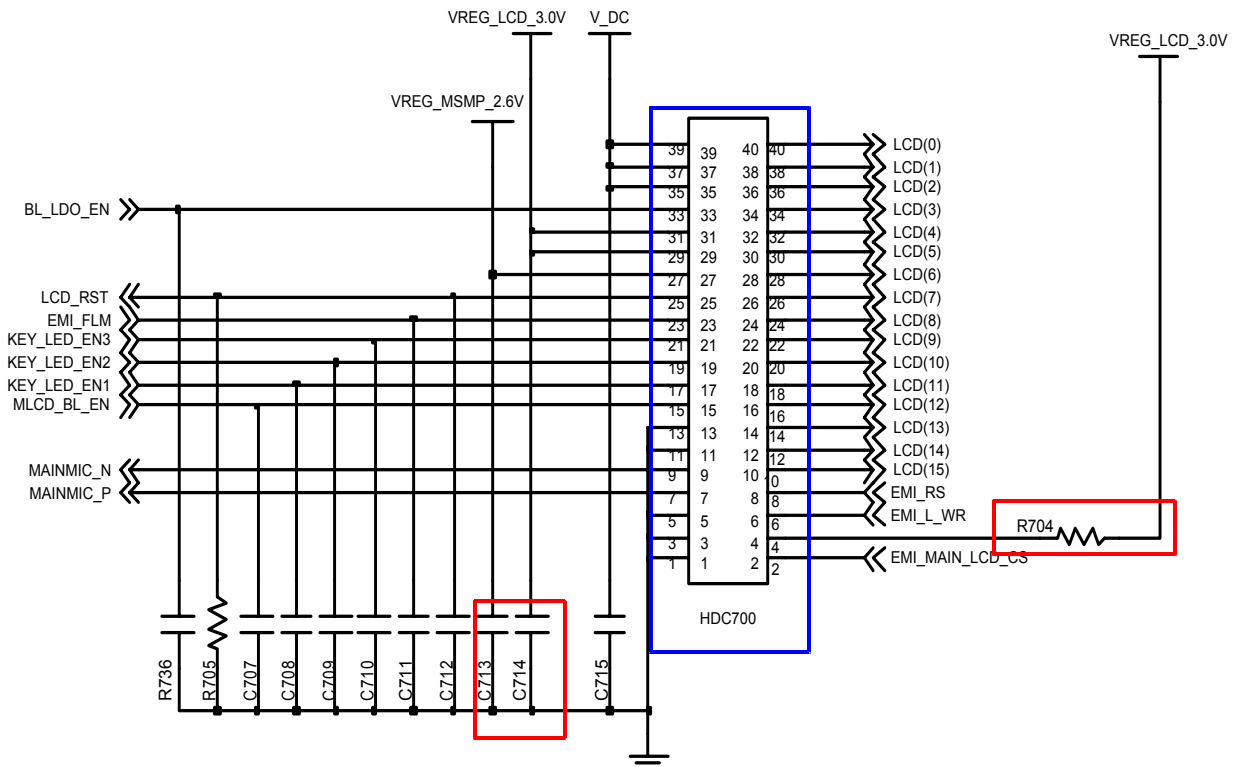 VREG_LCD_3.0V V_DC
VREG_LCD_3.0V
VREG_MSMP_2.6V
39 39 40 40 LCD(0)
37 37 38 38 LCD(1)
35 35 36 36 LCD(2)
BL_LDO_EN 33 33 34 34 LCD(3)
31 31 32 32 LCD(4)
29 29 30 30 LCD(5)
27 27 28 28 LCD(6)
LCD_RST 25 25 26 26 LCD(7)
EMI_FLM 23 23 24 24 LCD(8)
KEY_LED_EN3 21 21 22 22 LCD(9)
KEY_LED_EN2 19 19 20 20 LCD(10)
KEY_LED_EN1 17 17 18 18 LCD(11)
MLCD_BL_EN 15 15 16 16 LCD(12)
13 13 14 14 LCD(13)
11 11 12 12 LCD(14)
MAINMIC_N 9 9 10 10 LCD(15)
MAINMIC_P 7 7 8 8 EMI_RS
5 5 6 6 EMI_L_WR
3 3 4 4 R704
1 1 2 2 EMI_MAIN_LCD_CS
HDC700
R736 R705 C707 C708 C709 C710 C711 C712 C713 C714 C715